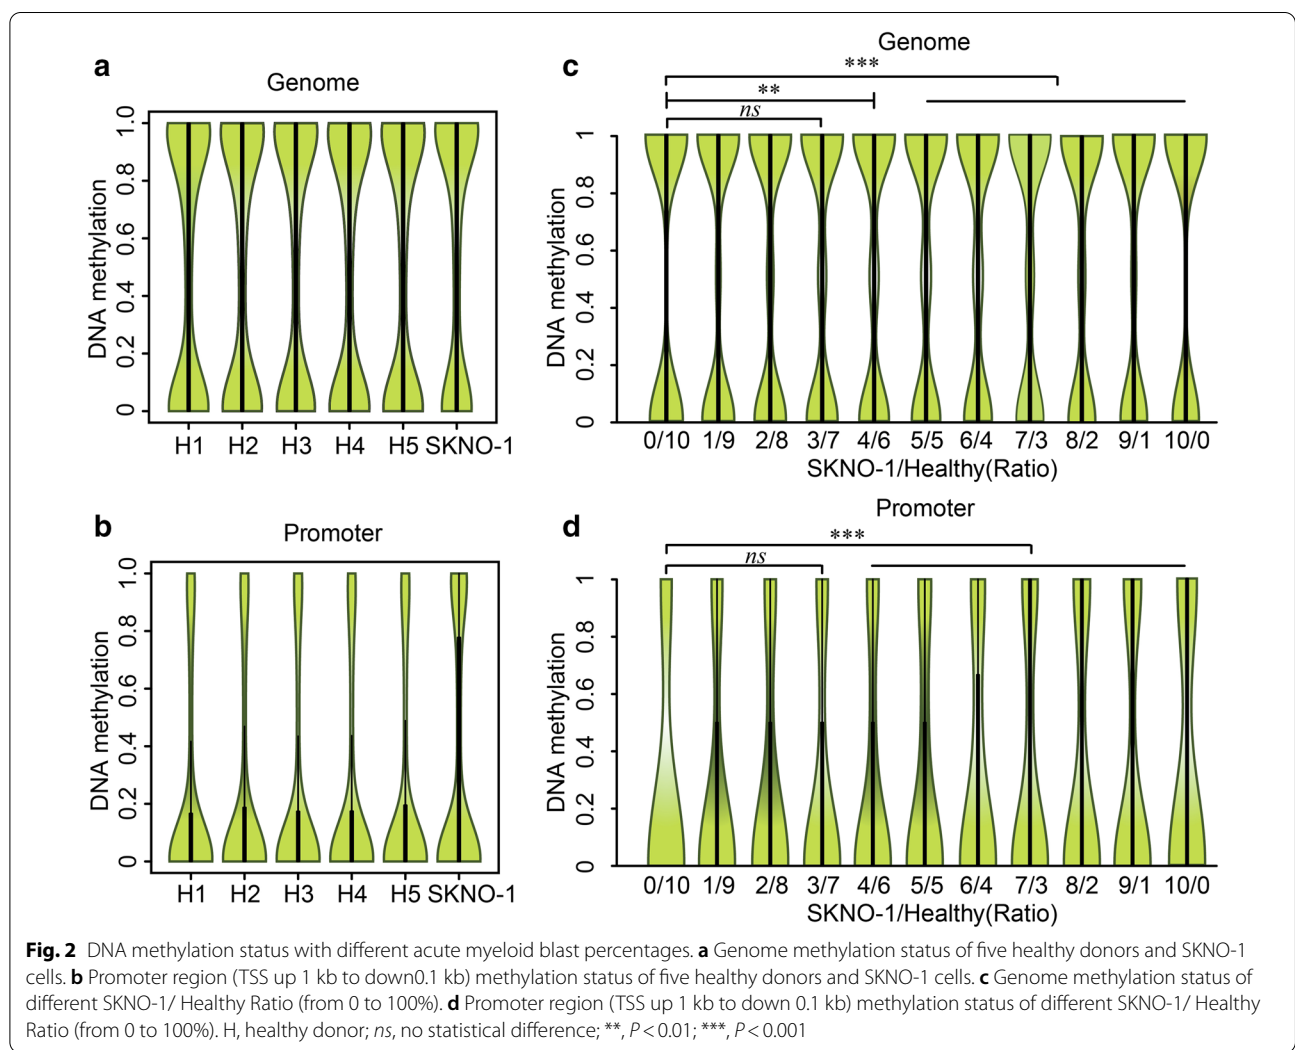 a
Genome
DNA methylation
1.0
0.8
0.6
0.4
0.2
0
H1 H2 H3 H4 H5 SKNO-1
c
Genome
***
**
ns
DNA methylation
1
0.8
0.6
0.4
0.2
0
0/10 1/9 2/8 3/7 4/6 5/5 6/4 7/3 8/2 9/1 10/0
SKNO-1/Healthy(Ratio)
b
Promoter
DNA methylation
1.0
0.8
0.6
0.4
0.2
0
H1 H2 H3 H4 H5 SKNO-1
d
Promoter
***
ns
DNA methylation
1
0.8
0.6
0.4
0.2
0
0/10 1/9 2/8 3/7 4/6 5/5 6/4 7/3 8/2 9/1 10/0
SKNO-1/Healthy(Ratio)
Fig. 2 DNA methylation status with different acute myeloid blast percentages. a Genome methylation status of five healthy donors and SKNO-1
cells. b Promoter region (TSS up 1 kb to down0.1 kb) methylation status of five healthy donors and SKNO-1 cells. c Genome methylation status of
different SKNO-1/ Healthy Ratio (from 0 to 100%). d Promoter region (TSS up 1 kb to down 0.1 kb) methylation status of different SKNO-1/ Healthy
Ratio (from 0 to 100%). H, healthy donor; ns, no statistical difference; **, P < 0.01; ***, P < 0.001